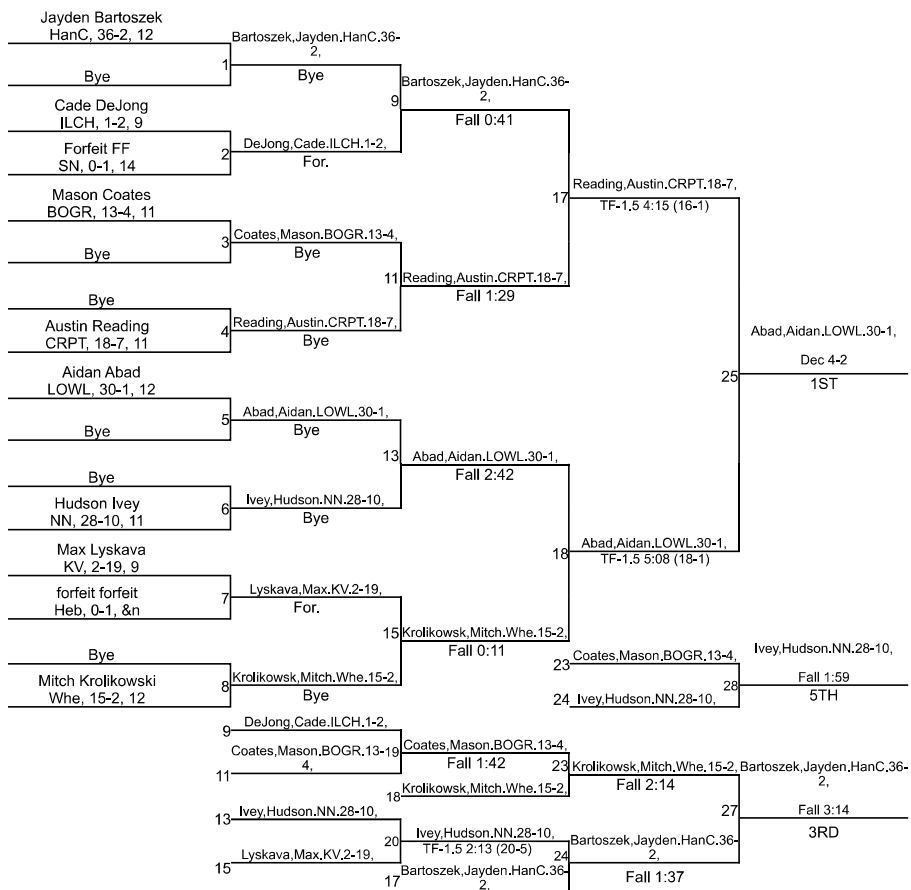 Jayden Bartoszek
HanC, 36-2, 12
Bye
1
Bartoszek,Jayden.HanC.36-
2,
Bye
Cade DeJong
ILCH, 1-2, 9
Forfeit FF
SN, 0-1, 14
2
DeJong,Cade.ILCH.1-2,
For.
9
Bartoszek,Jayden.HanC.36-
2,
Fall 0:41
Mason Coates
BOGR, 13-4, 11
Bye
3
Coates,Mason.BOGR.13-4,
Bye
Bye
Austin Reading
CRPT, 18-7, 11
4
Reading,Austin.CRPT.18-7,
Bye
11
Reading,Austin.CRPT.18-7,
Fall 1:29
17
Reading,Austin.CRPT.18-7,
TF-1.5 4:15 (16-1)
Aidan Abad
LOWL, 30-1, 12
Bye
5
Abad,Aidan.LOWL.30-1,
Bye
Bye
Hudson Ivey
NN, 28-10, 11
6
Ivey,Hudson.NN.28-10,
Bye
13
Abad,Aidan.LOWL.30-1,
Fall 2:42
Max Lyskava
KV, 2-19, 9
forfeit forfeit
Heb, 0-1, &n
7
Lyskava,Max.KV.2-19,
For.
Bye
Mitch Krolikowski
Whe, 15-2, 12
8
Krolikowsk,Mitch.Whe.15-2,
Bye
15
Krolikowsk,Mitch.Whe.15-2,
Fall 0:11
18
Abad,Aidan.LOWL.30-1,
TF-1.5 5:08 (18-1)
25
Abad,Aidan.LOWL.30-1,
Dec 4-2
1ST
23
Coates,Mason.BOGR.13-4,
24
Ivey,Hudson.NN.28-10,
28
Ivey,Hudson.NN.28-10,
Fall 1:59
5TH
9
DeJong,Cade.ILCH.1-2,
11
Coates,Mason.BOGR.13-
4,
19
Coates,Mason.BOGR.13-4,
Fall 1:42
18
Krolikowsk,Mitch.Whe.15-2,
23
Krolikowsk,Mitch.Whe.15-2,
Fall 2:14
13
Ivey,Hudson.NN.28-10,
15
Lyskava,Max.KV.2-19,
20
Ivey,Hudson.NN.28-10,
TF-1.5 2:13 (20-5)
17
Bartoszek,Jayden.HanC.36-
2,
24
Bartoszek,Jayden.HanC.36-
2,
Fall 1:37
27
Bartoszek,Jayden.HanC.36-
2,
Fall 3:14
3RD